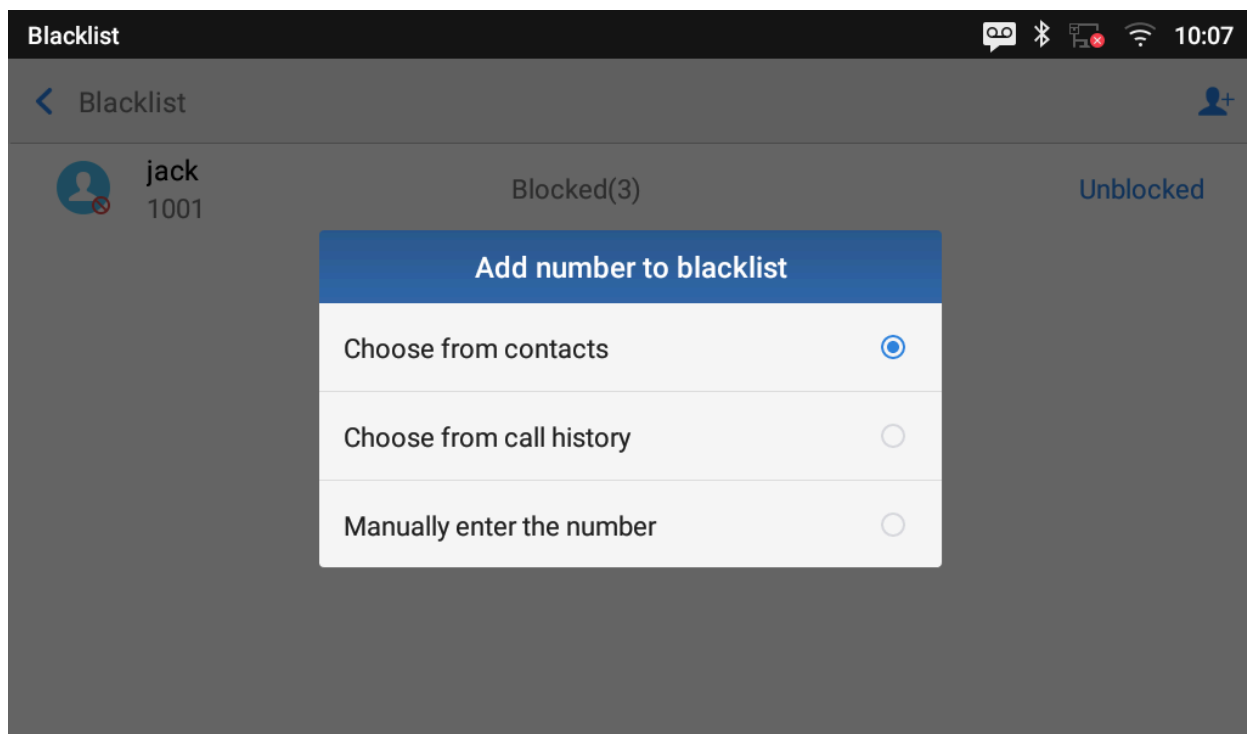 Blacklist
10:07
Blacklist
jack
1001
Blocked(3)
Unblocked
Add number to blacklist
Choose from contacts
Choose from call history
Manually enter the number